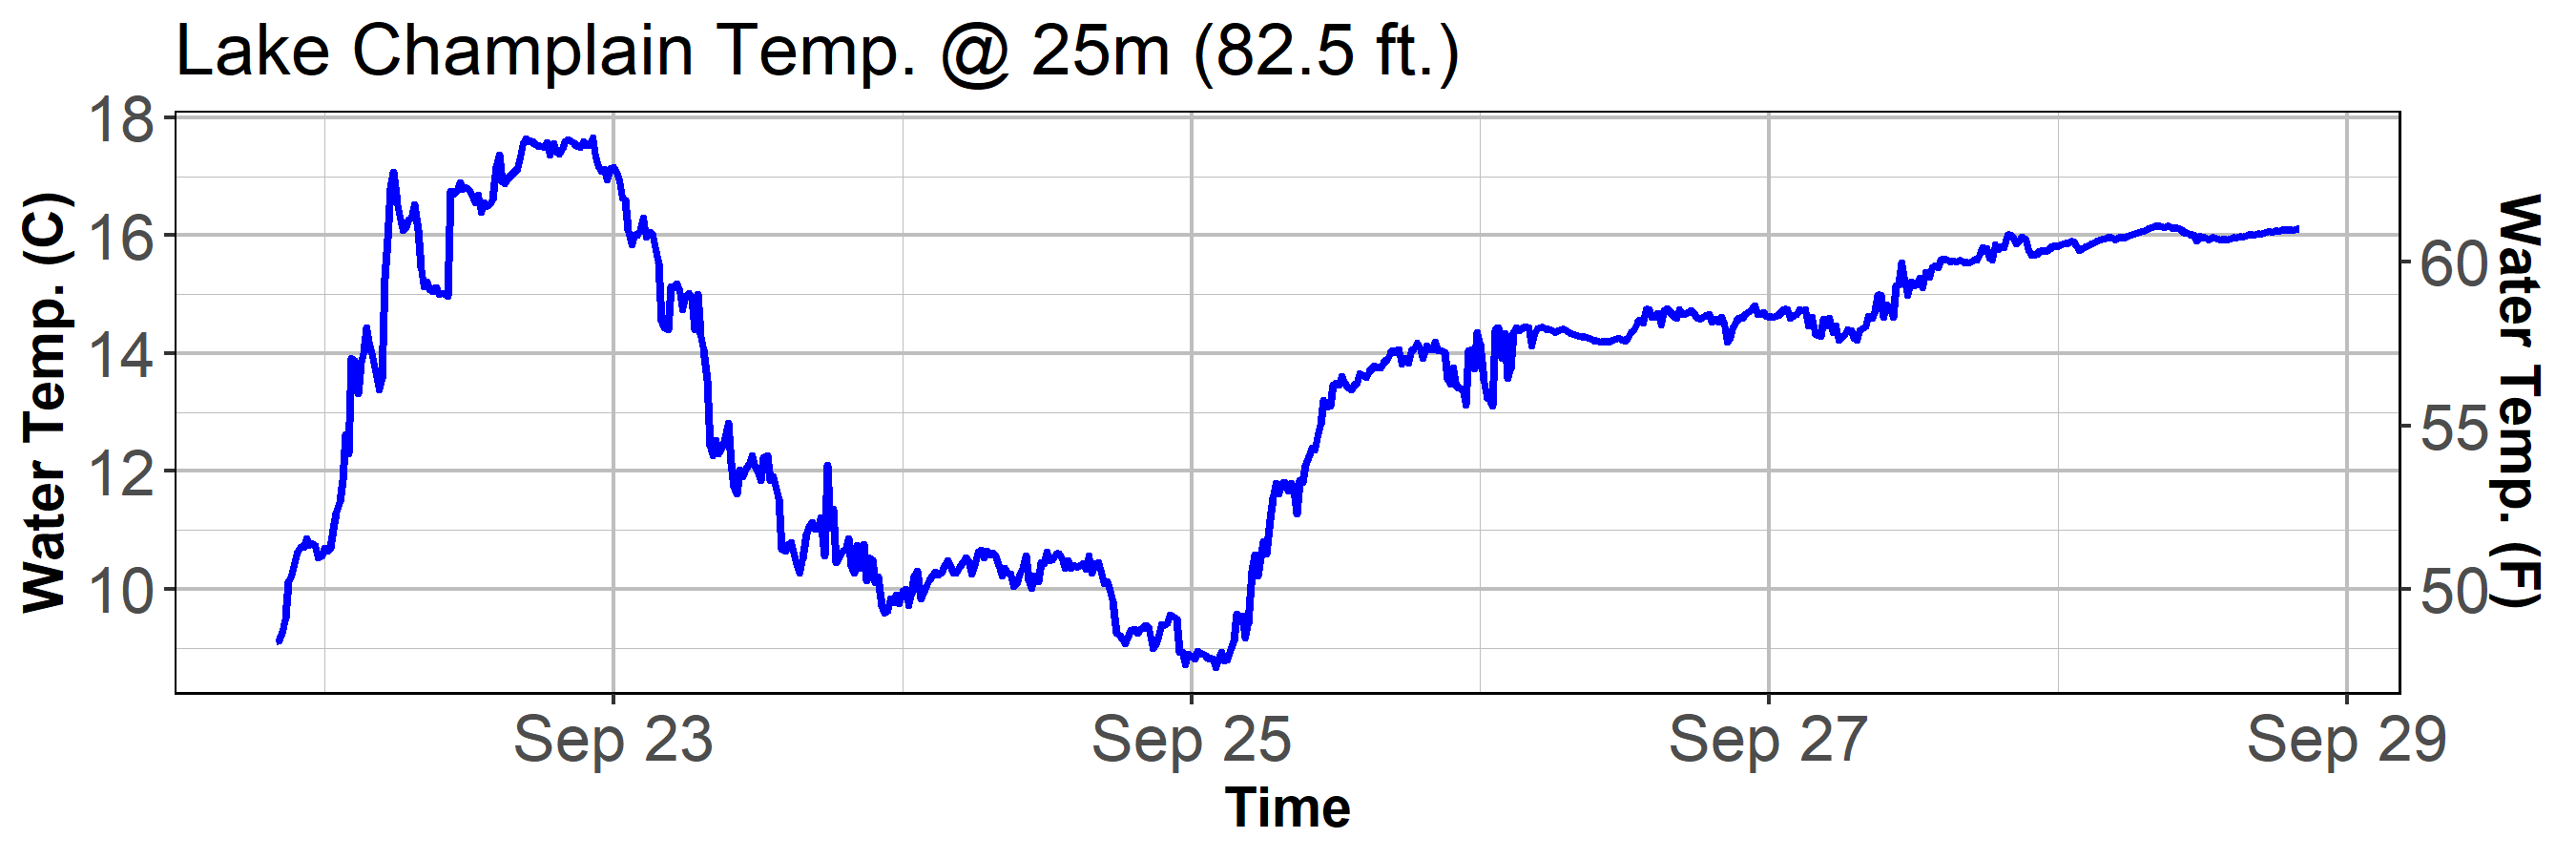 Lake Champlain Temp. @ 25m (82.5 ft.)
Water Temp. (C)
18
16
14
12
10
Water Temp. (F)
60
55
50
Sep 23
Sep 25
Sep 27
Sep 29
Time